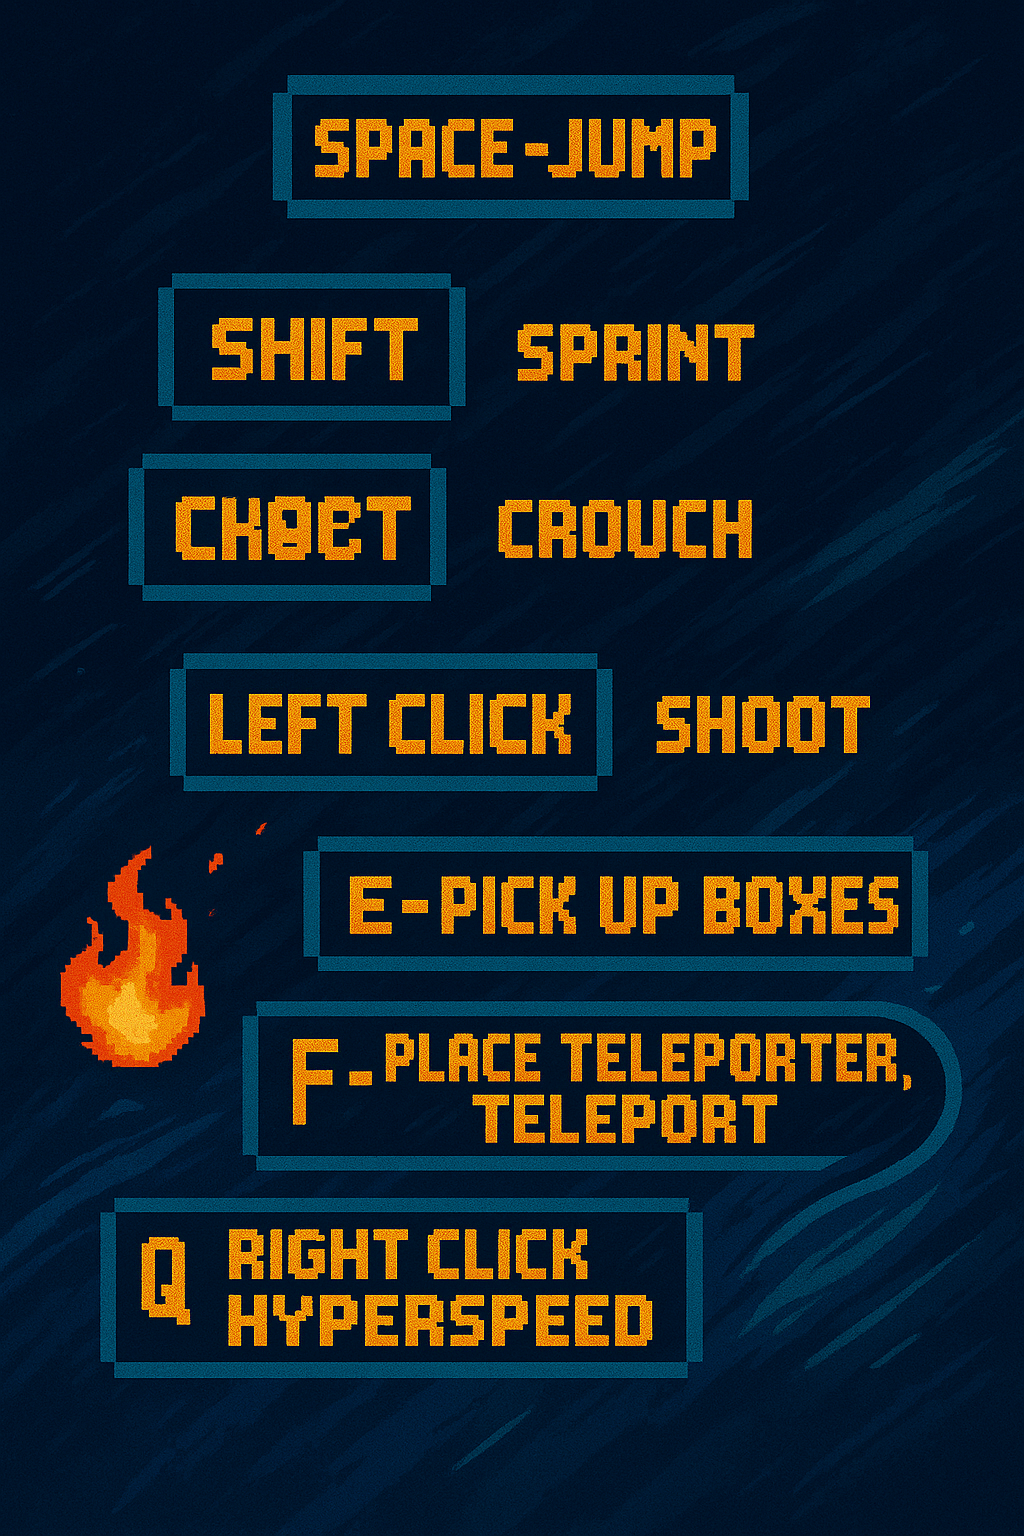 SPACE-JUMP
SHIFT SPRINT
CROUCH
LEFT CLICK SHOOT
E-PICK UP BOXES
F-PLACE TELEPORTER,
TELEPORT
Q RIGHT CLICK
HYPERSPEED